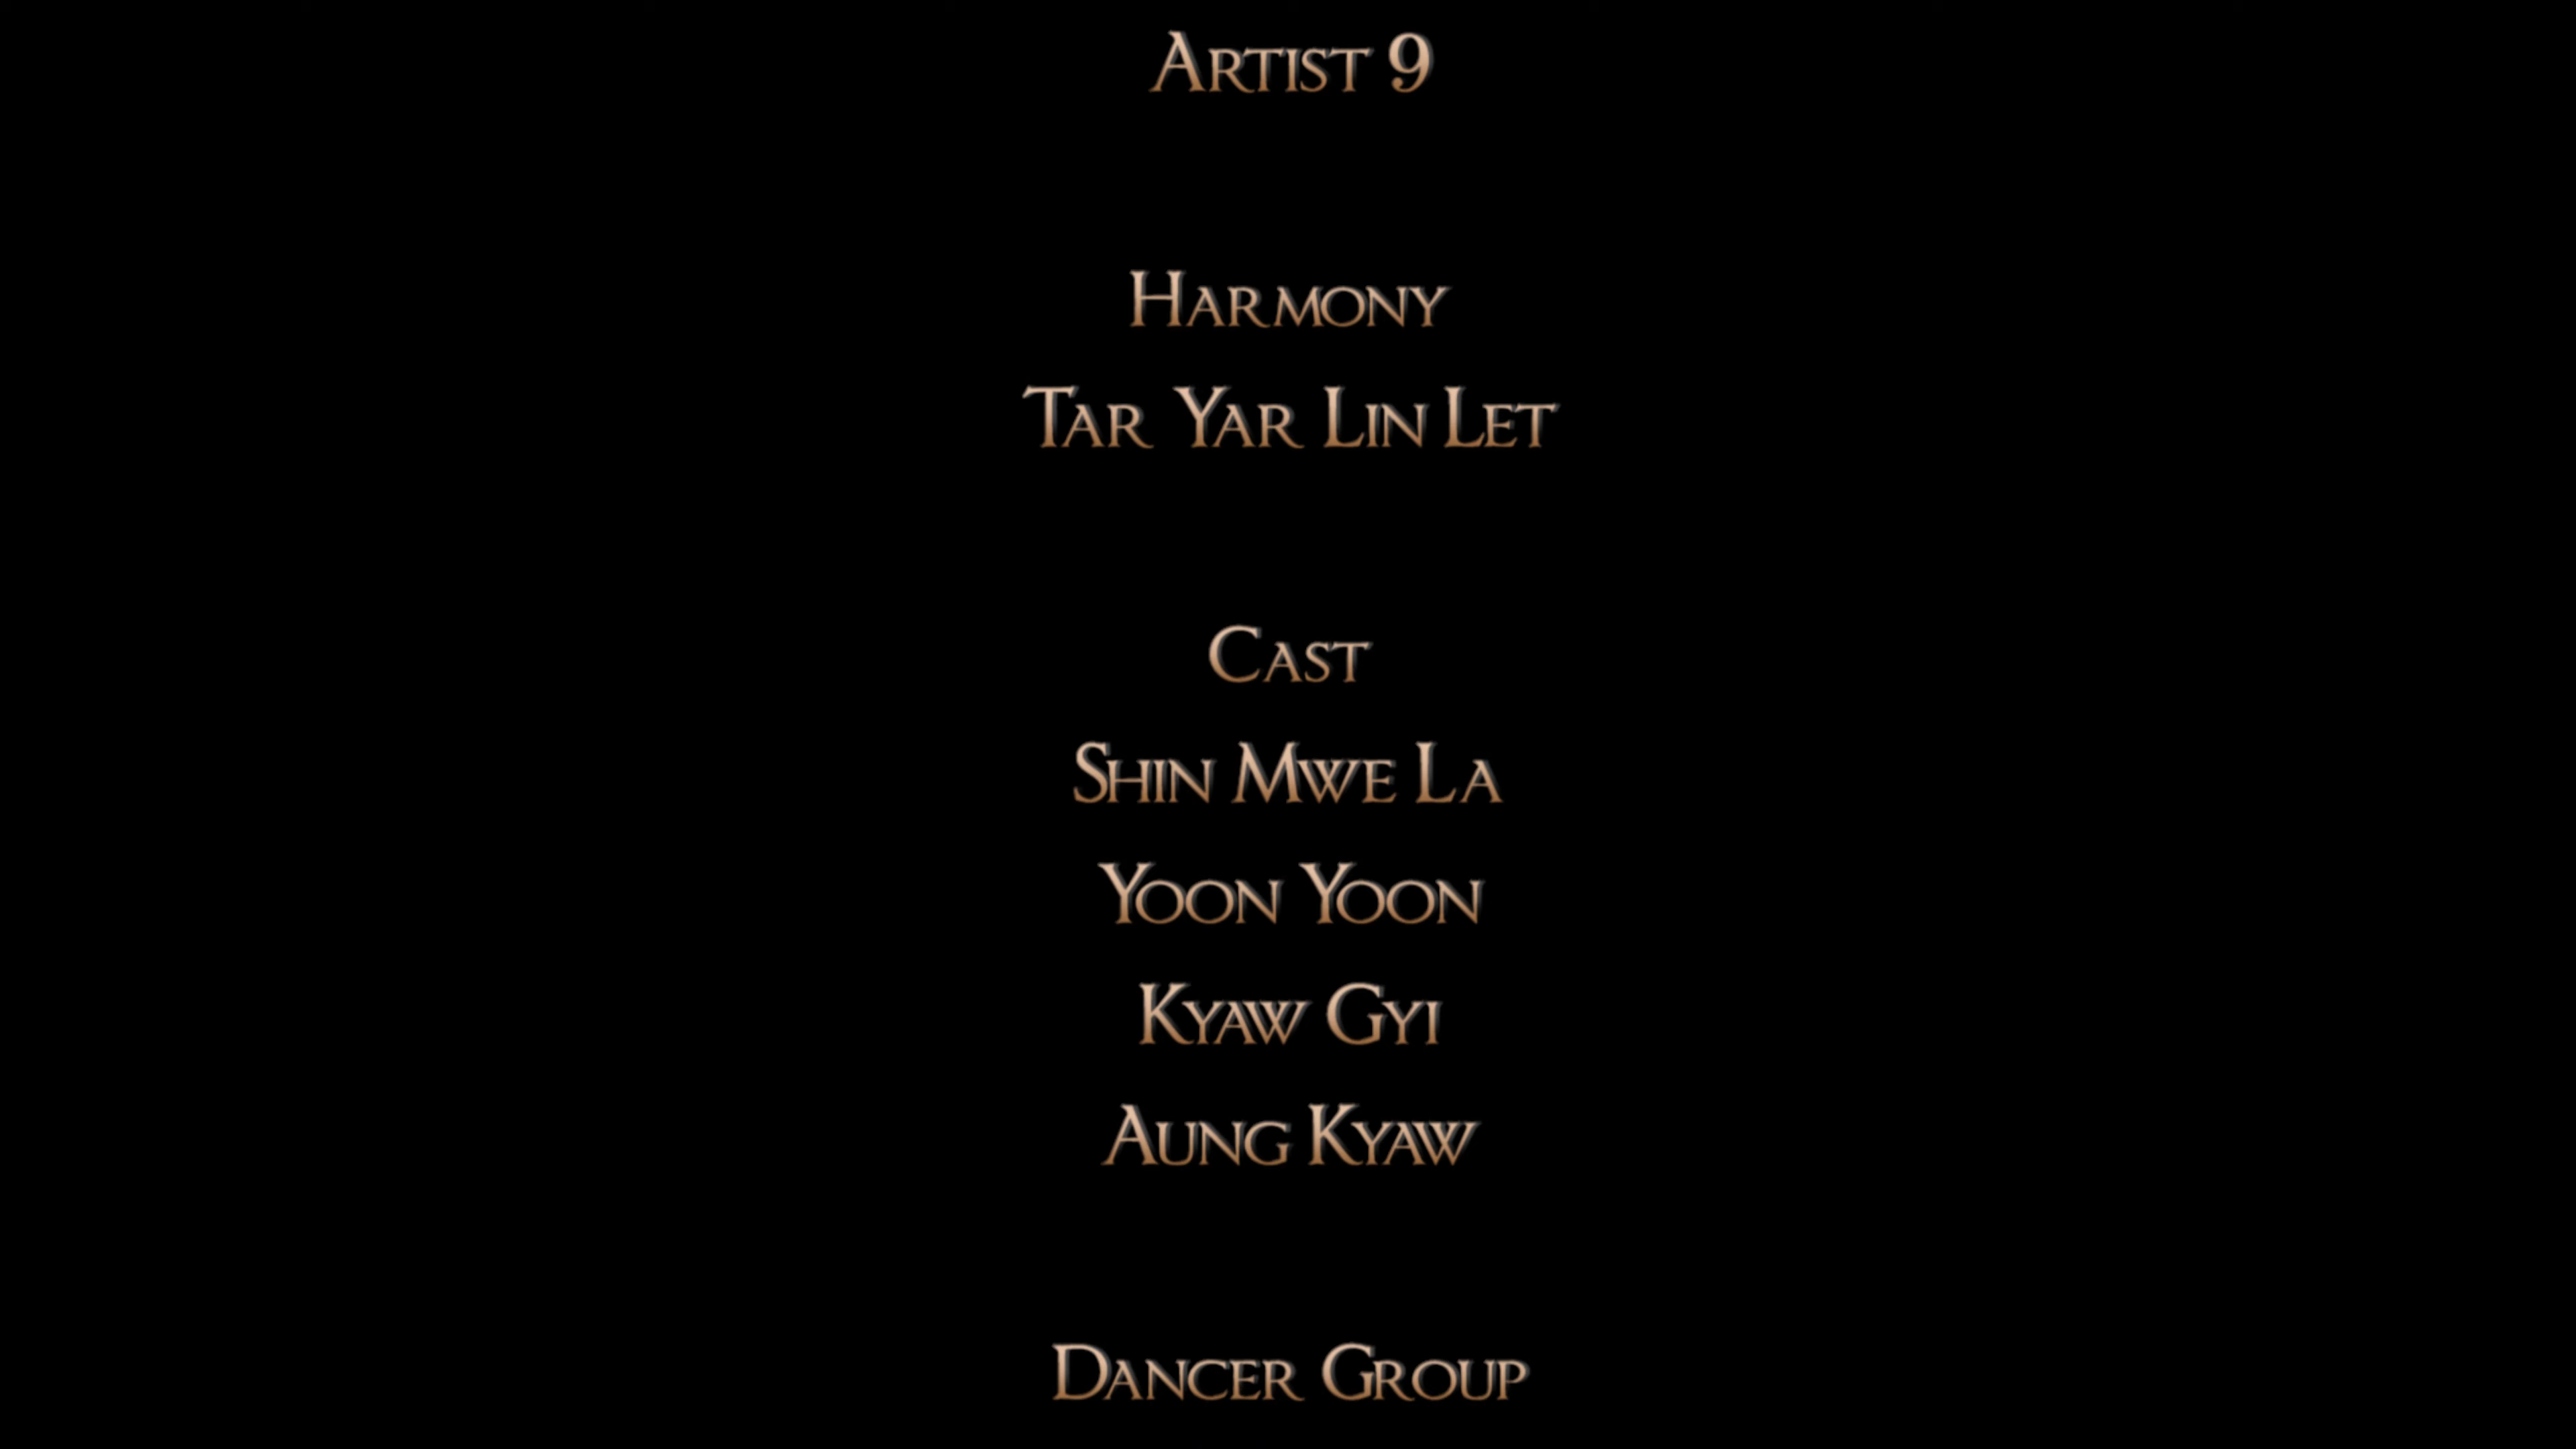 Artist 9
Harmony
Tar Yar Lin Let
Cast
Shin Mwe La
Yoon Yoon
Kyaw Gyi
Aung Kyaw
Dancer Group